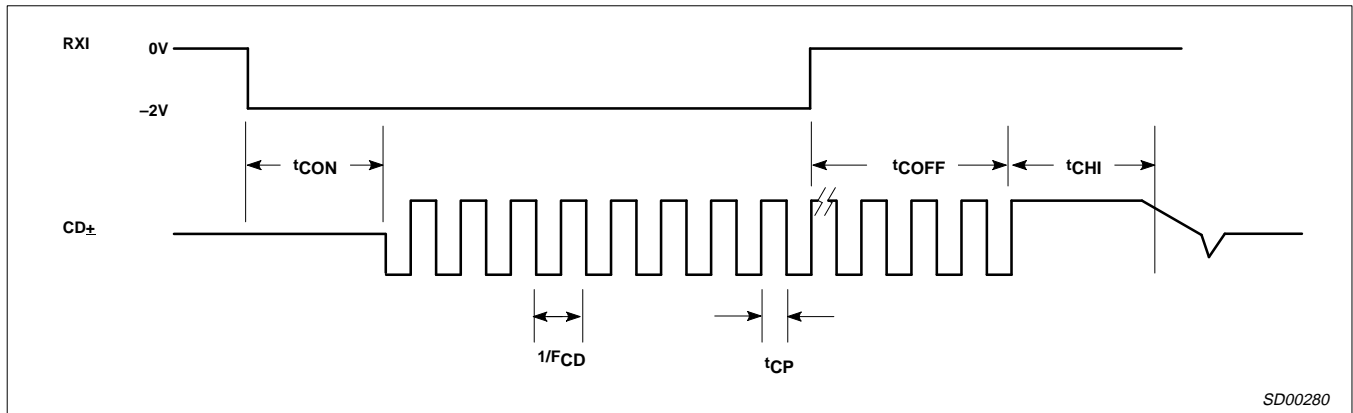 RXI
0V
–2V
tCON
tCOFF
tCHI
CD±
1/FCD
tCP
SD00280